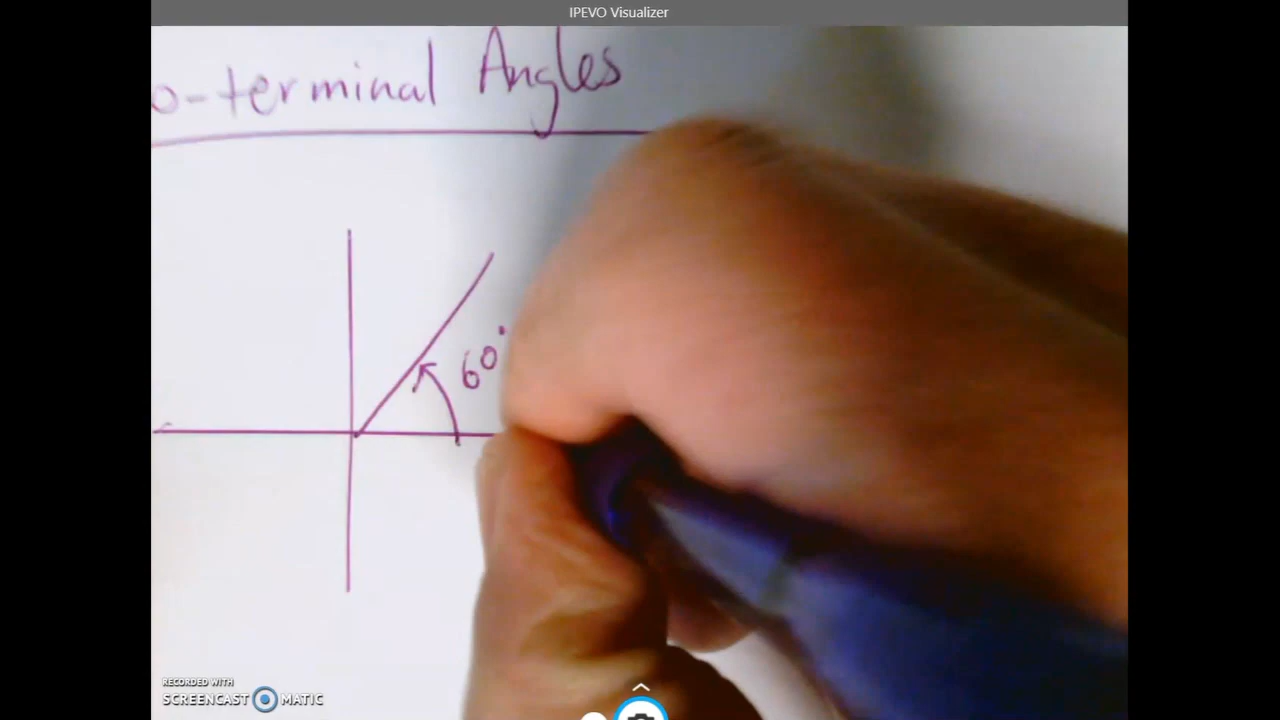 IPEVO Visualizer
o-terminal Angles
60°
RECORDED WITH
SCREENCAST MATIC